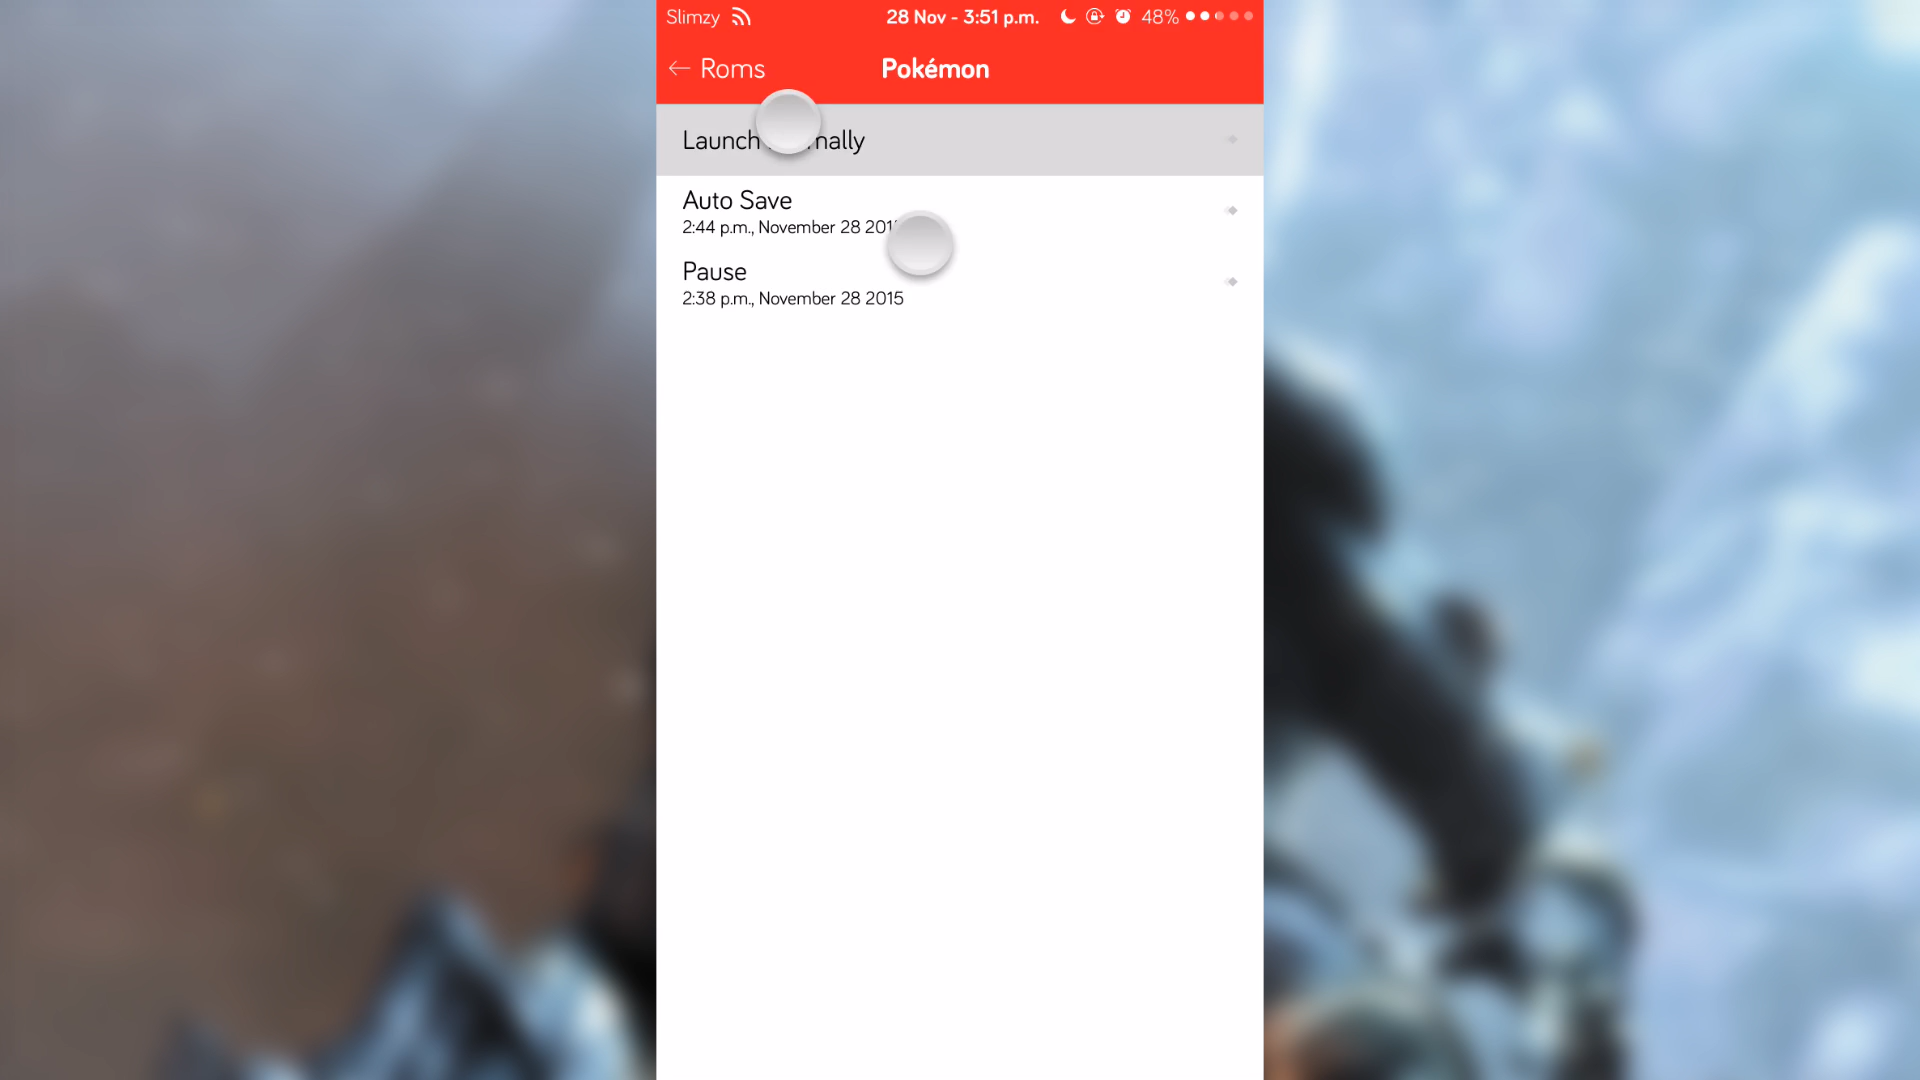 Slimzy 28 Nov - 3:51 p.m. 48%
← Roms Pokémon
Launch nally
Auto Save
2:44 p.m., November 28 201
Pause
2:38 p.m., November 28 2015